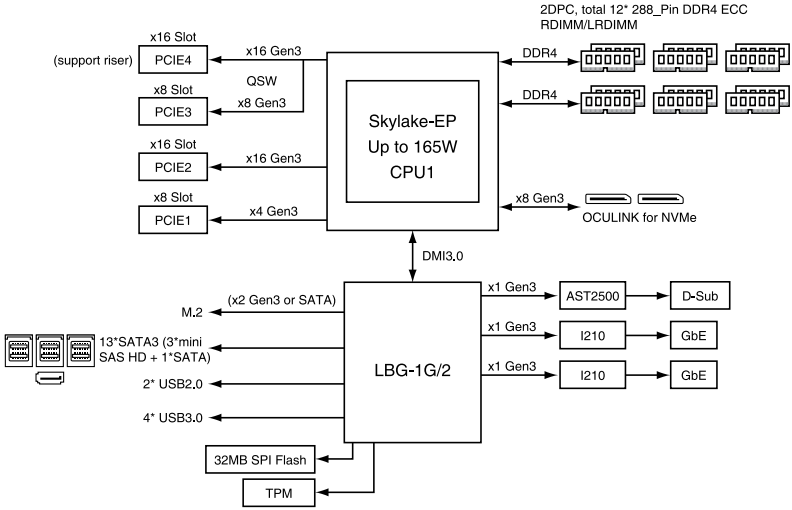 2DPC, total 12* 288_Pin DDR4 ECC
RDIMM/LRDIMM
x16 Slot
(support riser)
PCIE4
x16 Gen3
QSW
x8 Slot
PCIE3
x8 Gen3
x16 Slot
PCIE2
x16 Gen3
x8 Slot
PCIE1
x4 Gen3
Skylake-EP
Up to 165W
CPU1
DDR4
DDR4
x8 Gen3
OCULINK for NVMe
DMI3.0
M.2
(x2 Gen3 or SATA)
13*SATA3 (3*mini
SAS HD + 1*SATA)
2* USB2.0
4* USB3.0
LBG-1G/2
x1 Gen3
AST2500
D-Sub
x1 Gen3
I210
GbE
x1 Gen3
I210
GbE
32MB SPI Flash
TPM